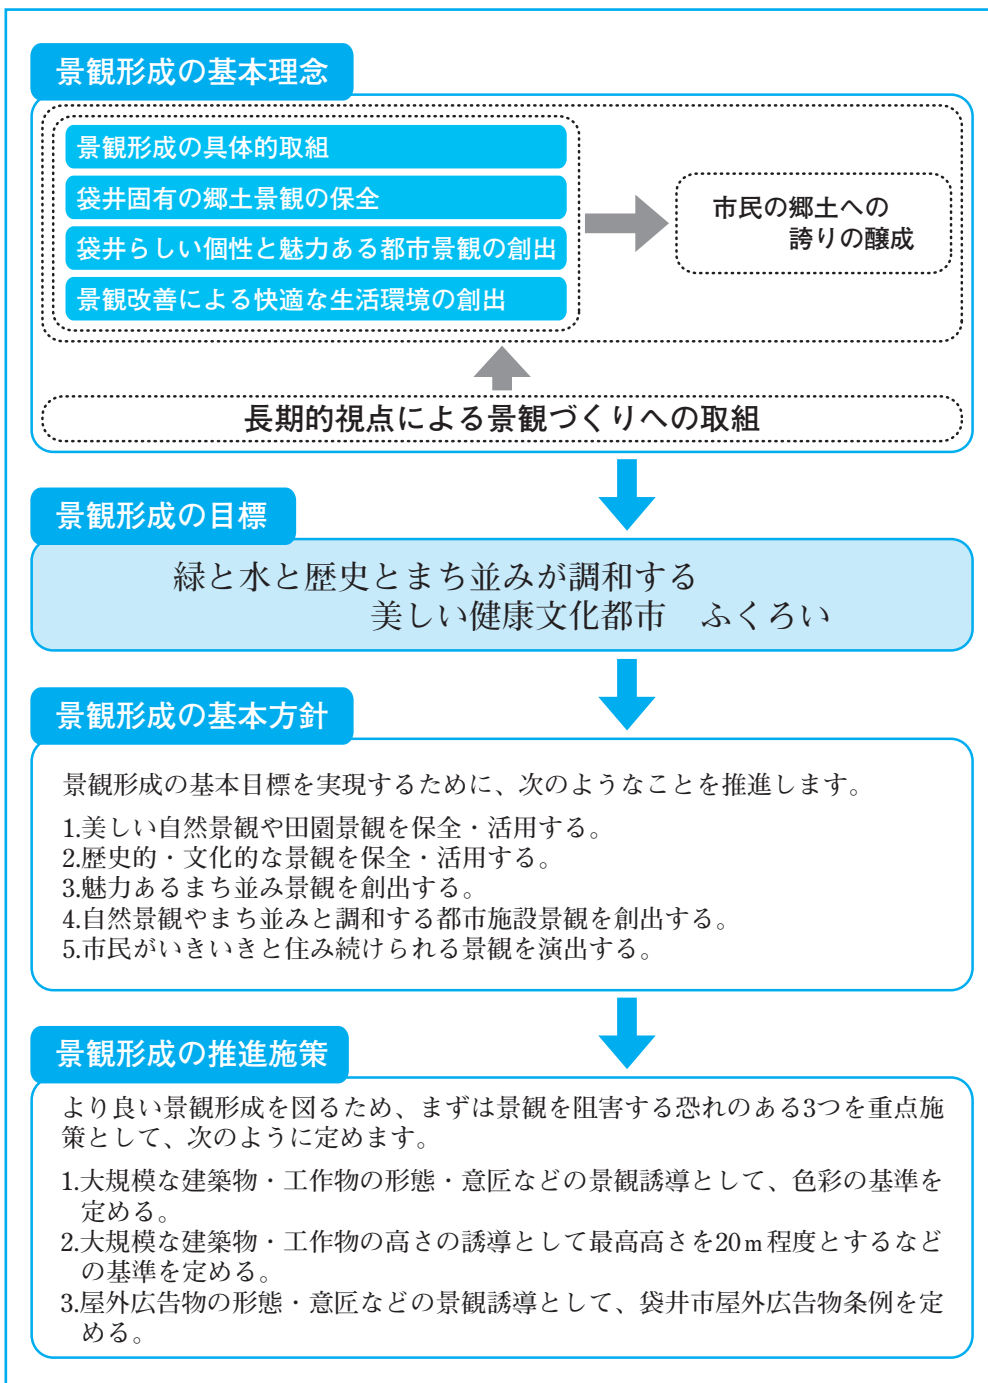 景観形成の基本理念
景観形成の具体的取組
袋井固有の郷土景観の保全
袋井らしい個性と魅力ある都市景観の創出
景観改善による快適な生活環境の創出
市民の郷土への
誇りの醸成
長期的視点による景観づくりへの取組
景観形成の目標
緑と水と歴史とまち並みが調和する
美しい健康文化都市　ふくろい
景観形成の基本方針
景観形成の基本目標を実現するために、次のようなことを推進します。
1.美しい自然景観や田園景観を保全・活用する。
2.歴史的・文化的な景観を保全・活用する。
3.魅力あるまち並み景観を創出する。
4.自然景観やまち並みと調和する都市施設景観を創出する。
5.市民がいきいきと住み続けられる景観を演出する。
景観形成の推進施策
より良い景観形成を図るため、まずは景観を阻害する恐れのある3つを重点施
策として、次のように定めます。
1.大規模な建築物・工作物の形態・意匠などの景観誘導として、色彩の基準を
定める。
2.大規模な建築物・工作物の高さの誘導として最高高さを20m程度とするなど
の基準を定める。
3.屋外広告物の形態・意匠などの景観誘導として、袋井市屋外広告物条例を定
める。